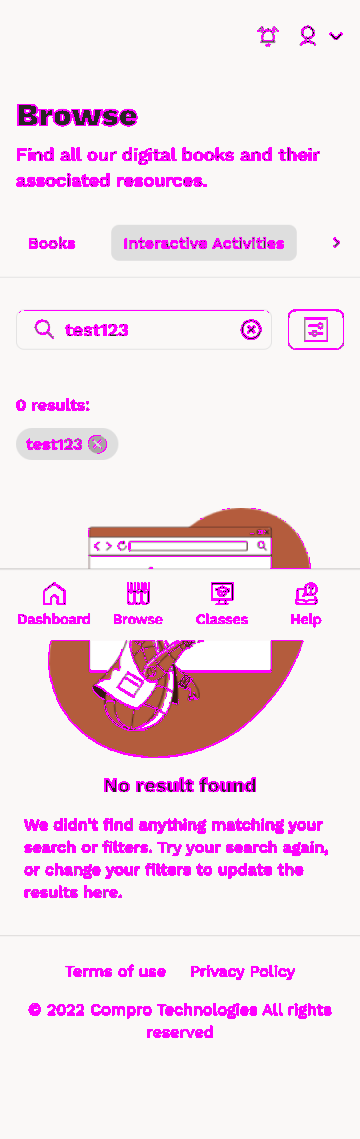 Browse
Find all our digital books and their
associated resources.
Books
Interactive Activities
test123
0 results:
test123
Dashboard
Browse
Classes
Help
No result found
We didn't find anything matching your
search or filters. Try your search again,
or change your filters to update the
results here.
Terms of use
Privacy Policy
© 2022 Compro Technologies All rights
reserved